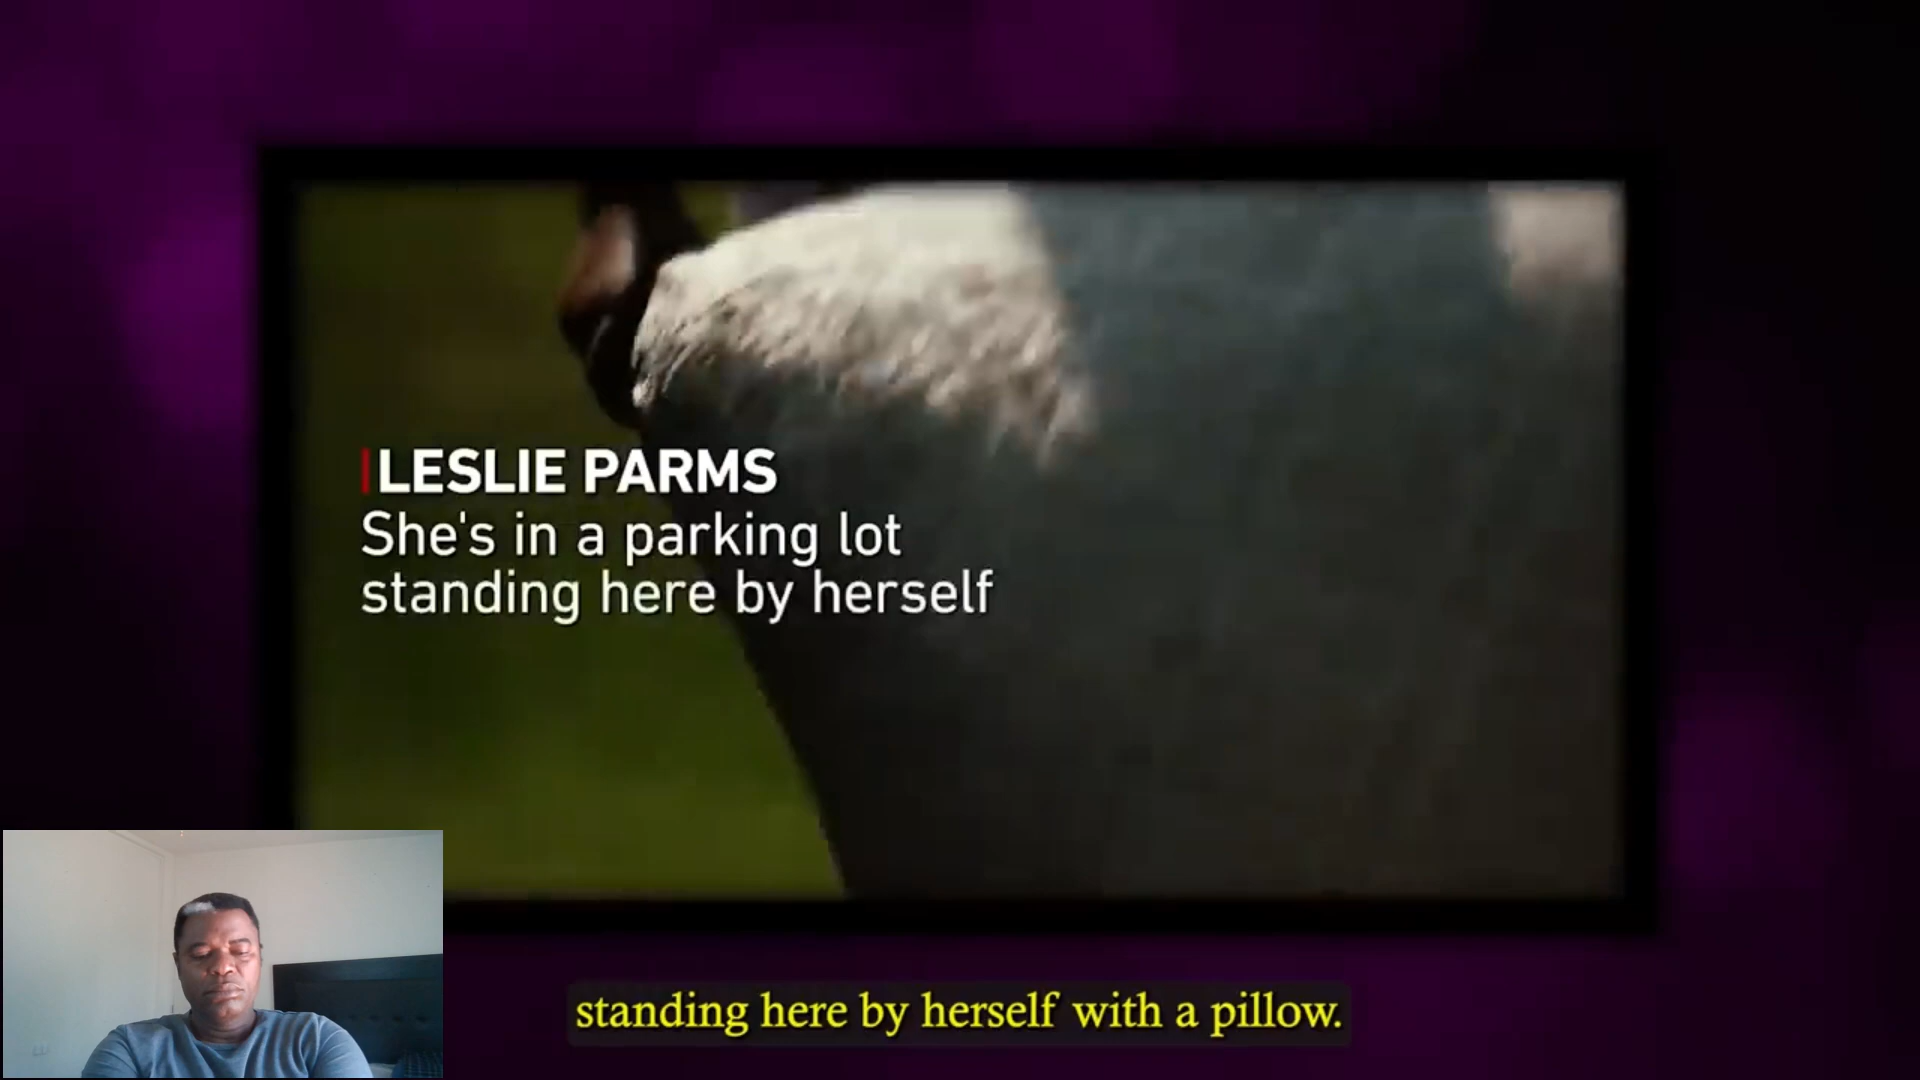 LESLIE PARMS
She's in a parking lot
standing here by herself
standing here by herself with a pillow.